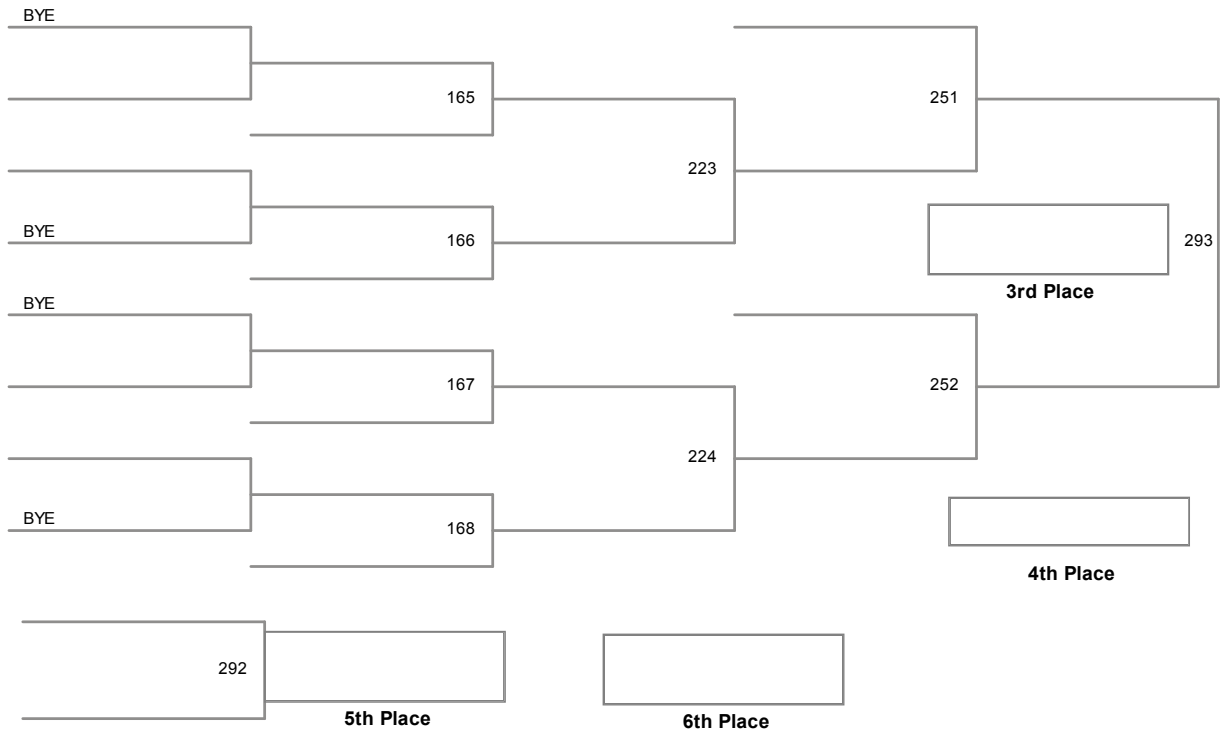 BYE
165
251
223
BYE
166
293
3rd Place
BYE
167
252
224
BYE
168
4th Place
292
5th Place
6th Place